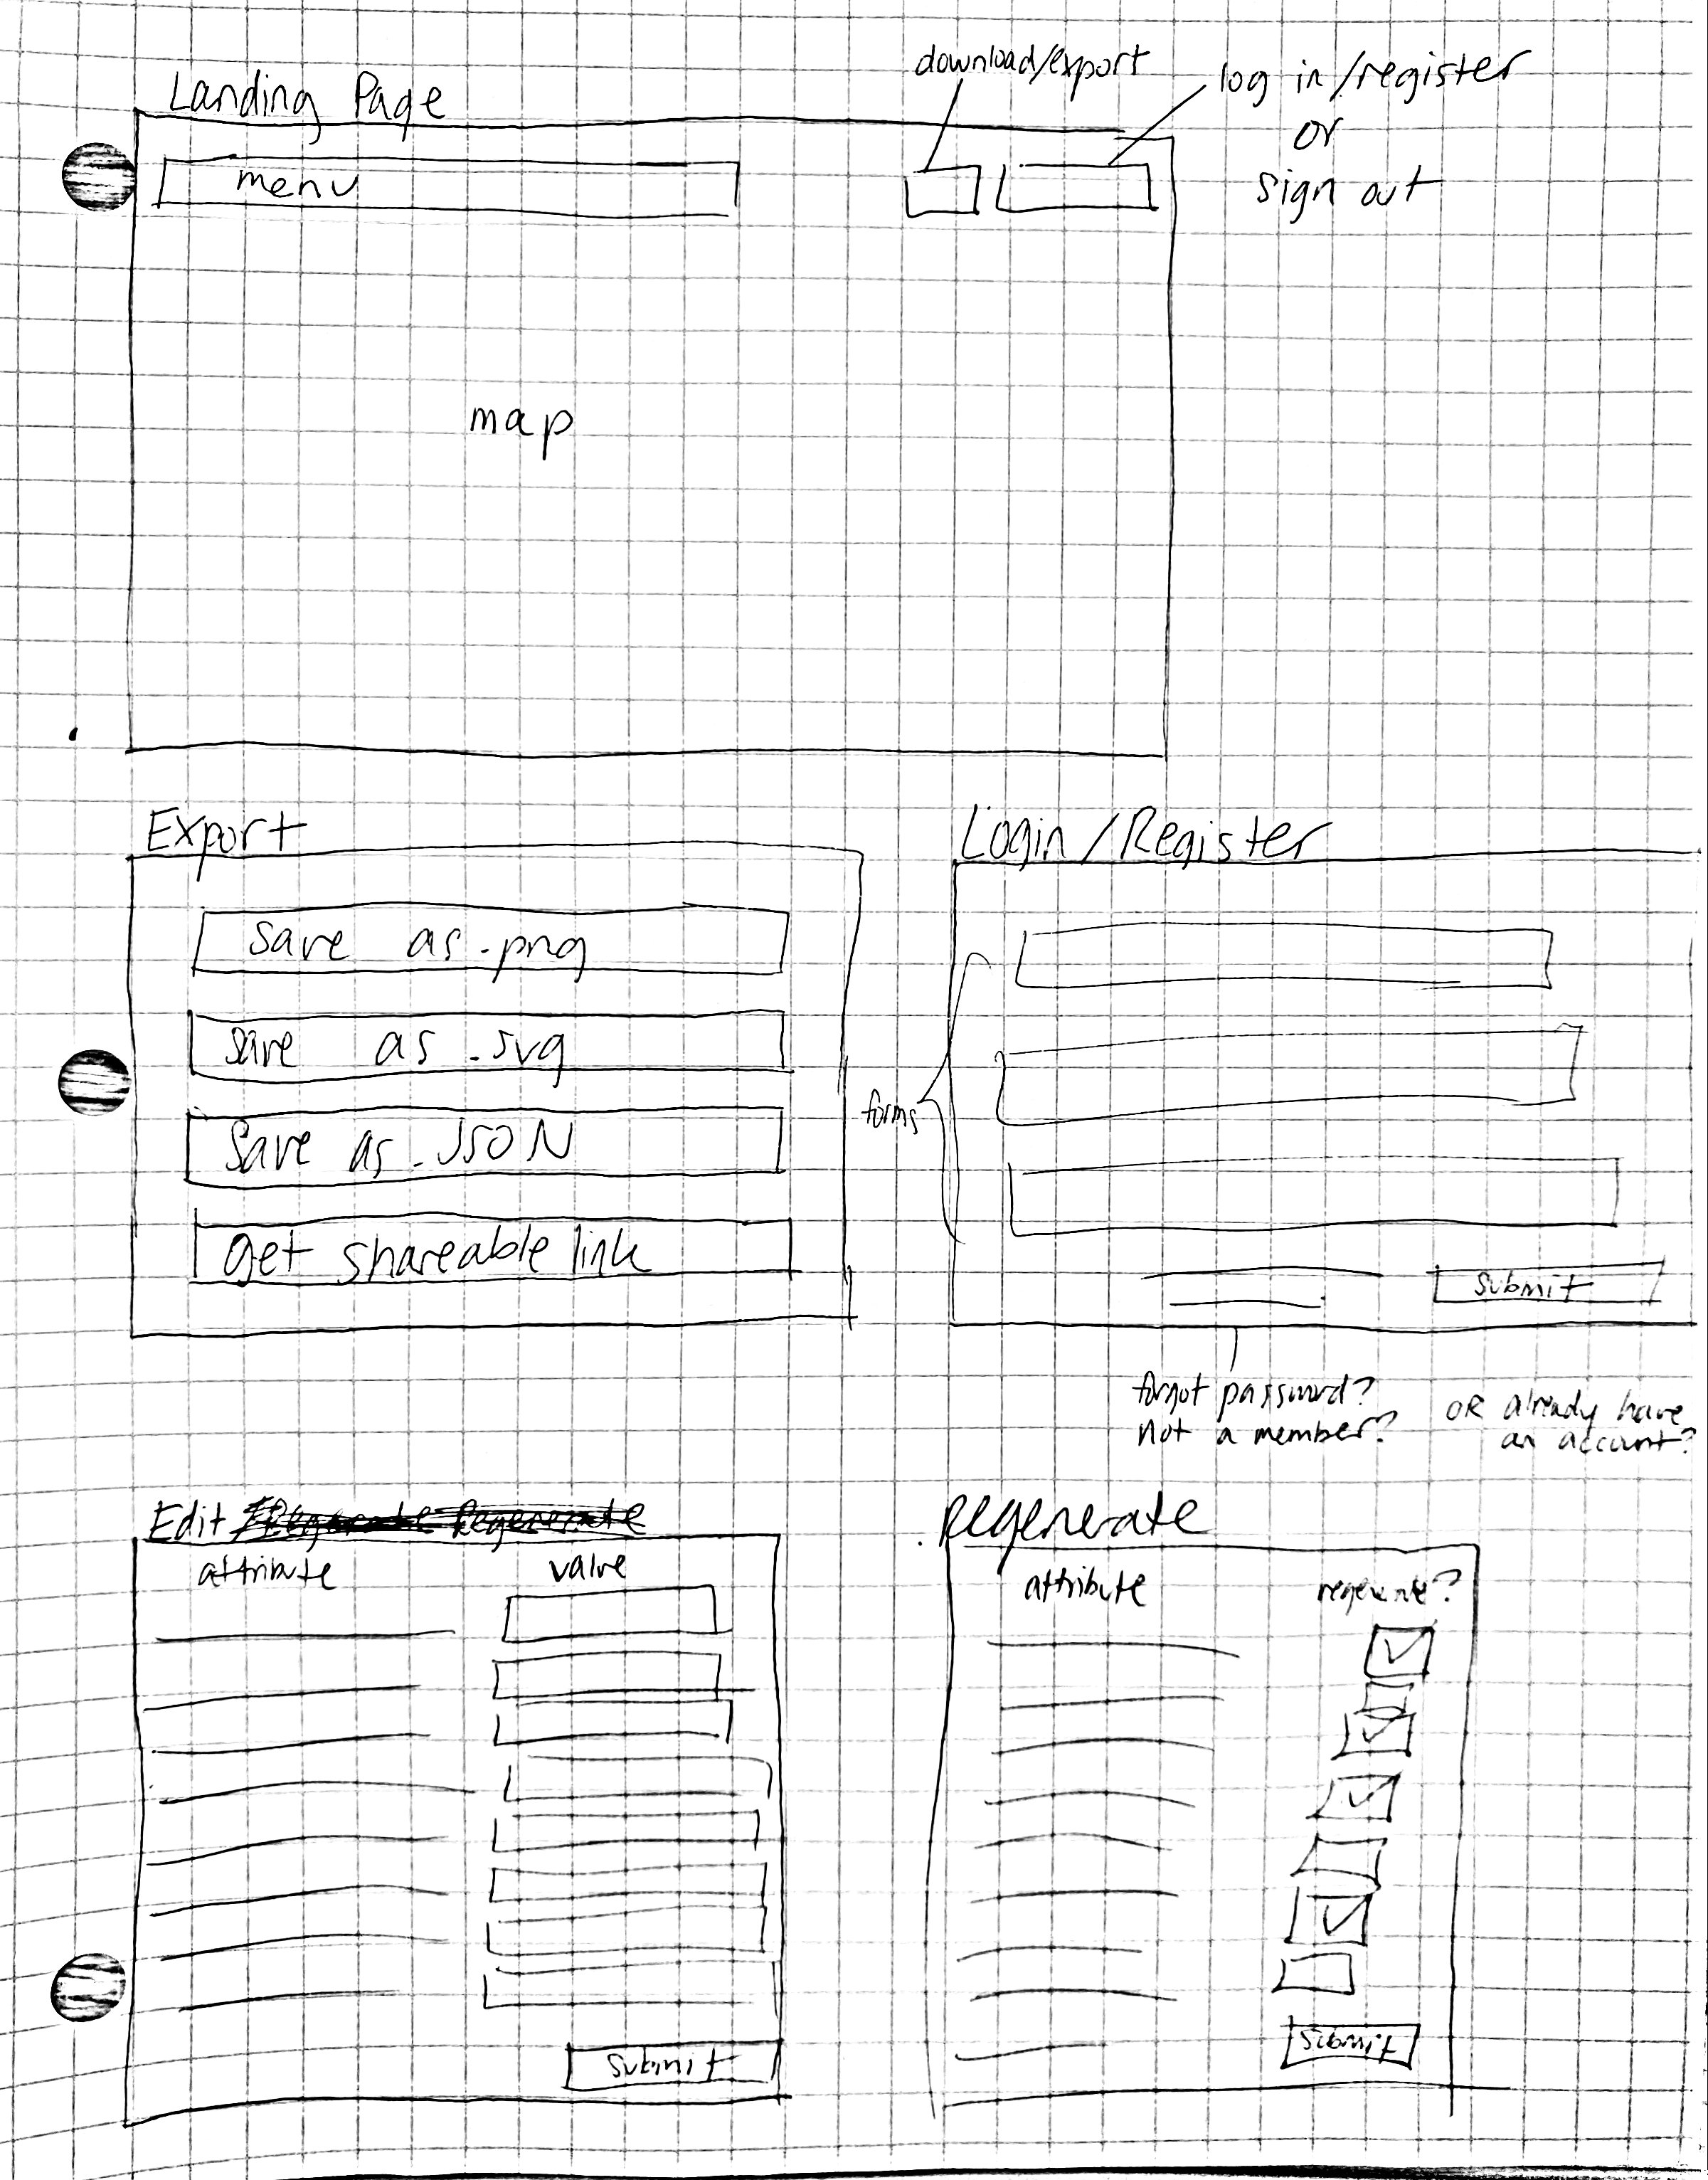 Landing Page
download/export
log in/register
or
sign out
menu
map
Export
Save as .png
Save as .svg
Save as .JSON
get shareable link
Login/Register
forms
submit
forgot password?
Not a member?
OR already have
an account?
Edit
attribute
value
submit
Regenerate
attribute
regenerate?
submit